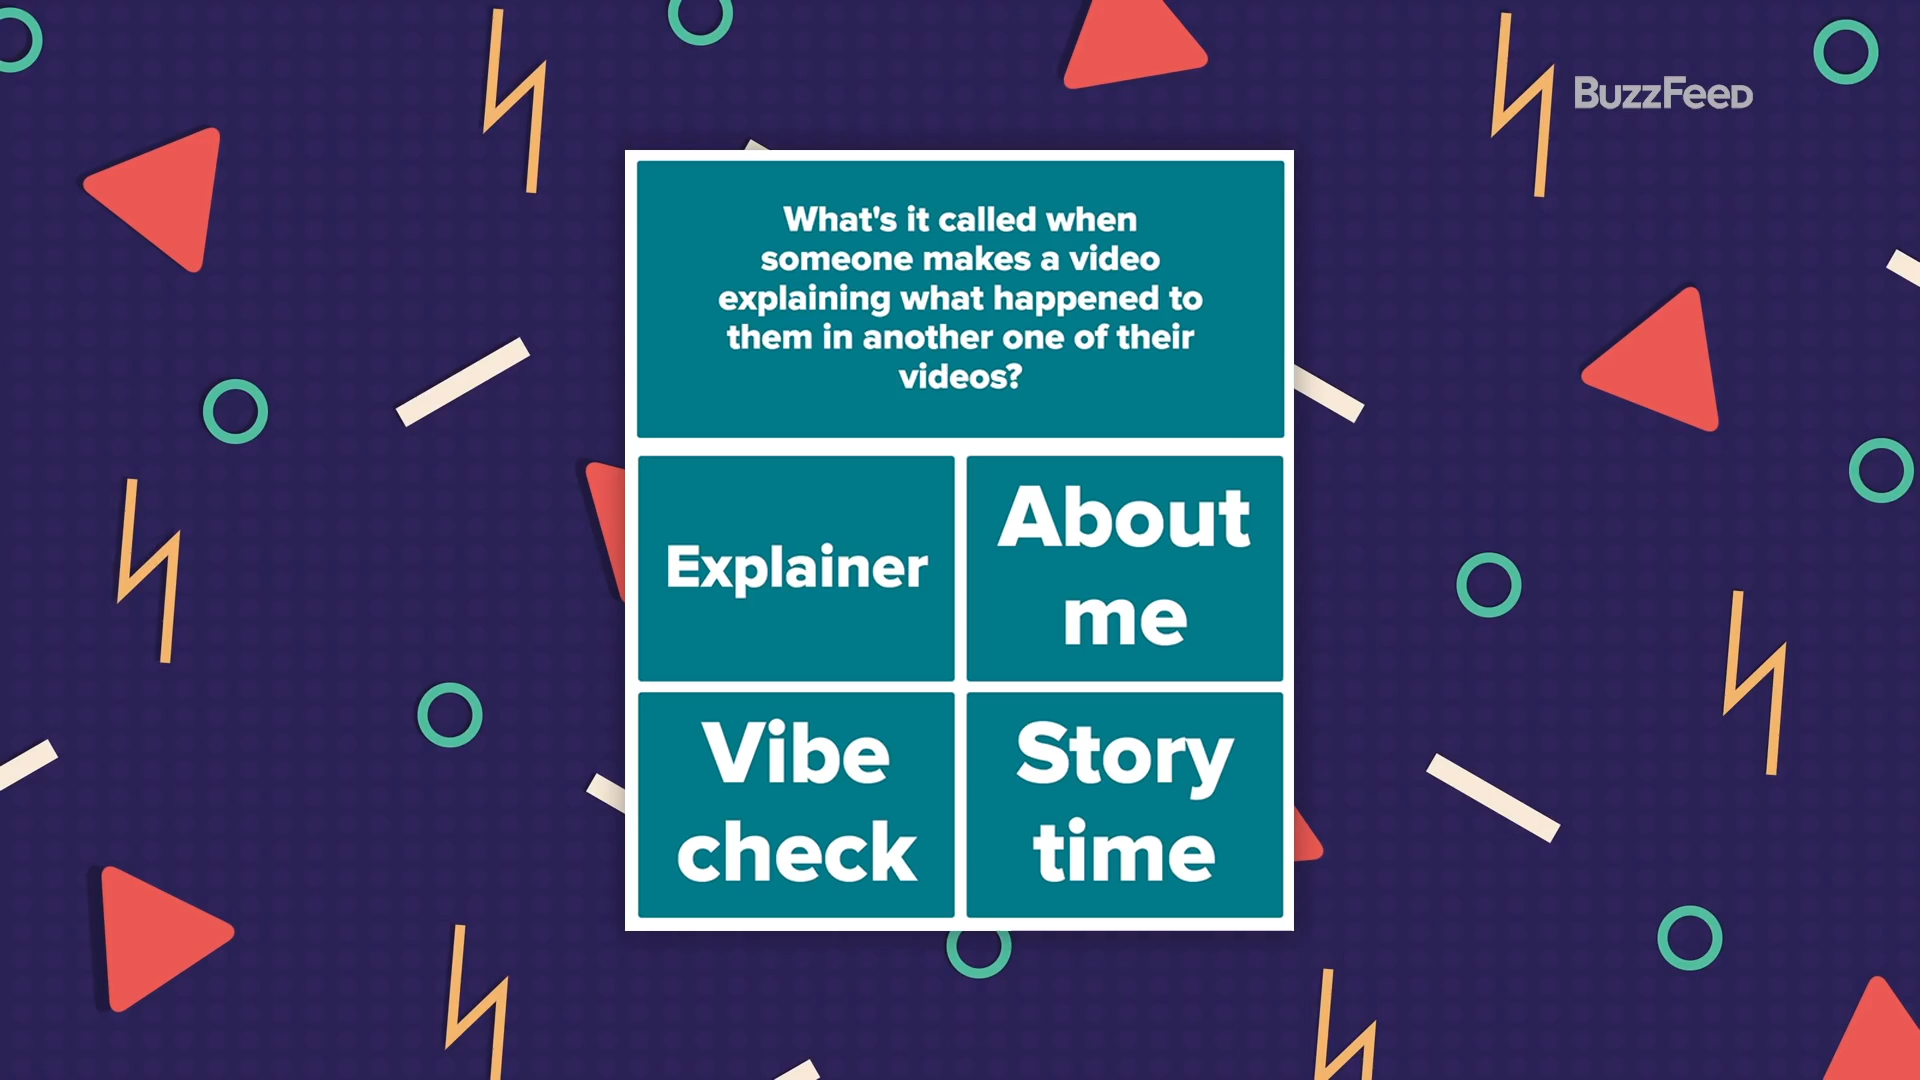 BuzzFeed
What's it called when
someone makes a video
explaining what happened to
them in another one of their
videos?
Explainer
About
me
Vibe
check
Story
time